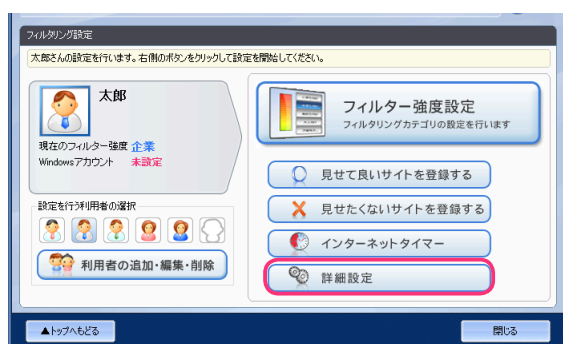 フィルタリング設定
太郎さんの設定を行います。右側のボタンをクリックして設定を開始してください。
太郎
現在のフィルター強度 企業
Windowsアカウント 未設定
設定を行う利用者の選択
利用者の追加・編集・削除
フィルター強度設定
フィルタリングカテゴリの設定を行います
見せて良いサイトを登録する
見せたくないサイトを登録する
インターネットタイマー
詳細設定
▲トップへもどる
閉じる